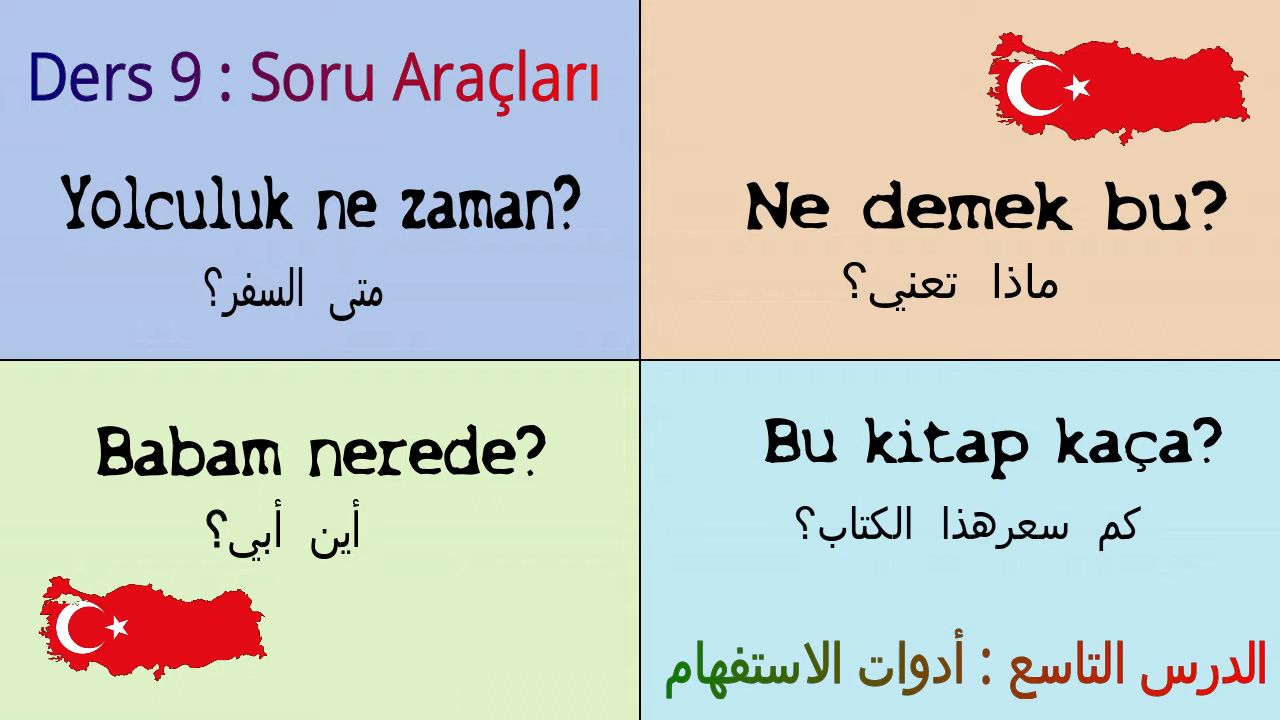 Ders 9 : Soru Araçları
Yolculuk ne zaman?
متى السفر؟
Ne demek bu?
ماذا تعني؟
Babam nerede?
أين أبي؟
Bu kitap kaça?
كم سعرهذا الكتاب؟
الدرس التاسع : أدوات الاستفهام